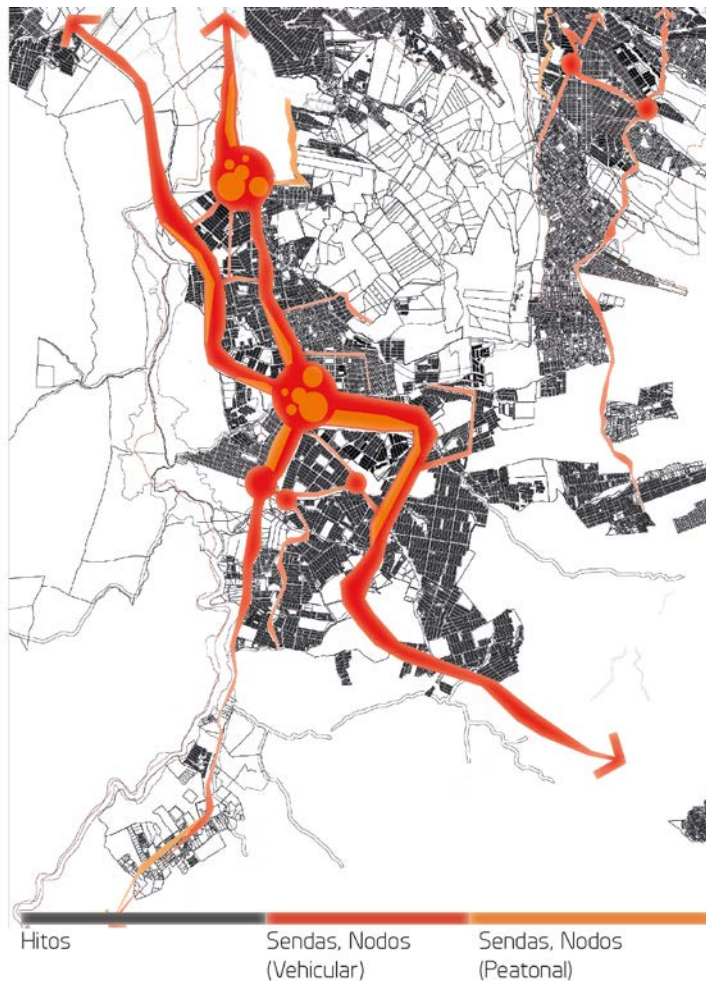 Hitos
Sendas, Nodos
(Vehicular)
Sendas, Nodos
(Peatonal)